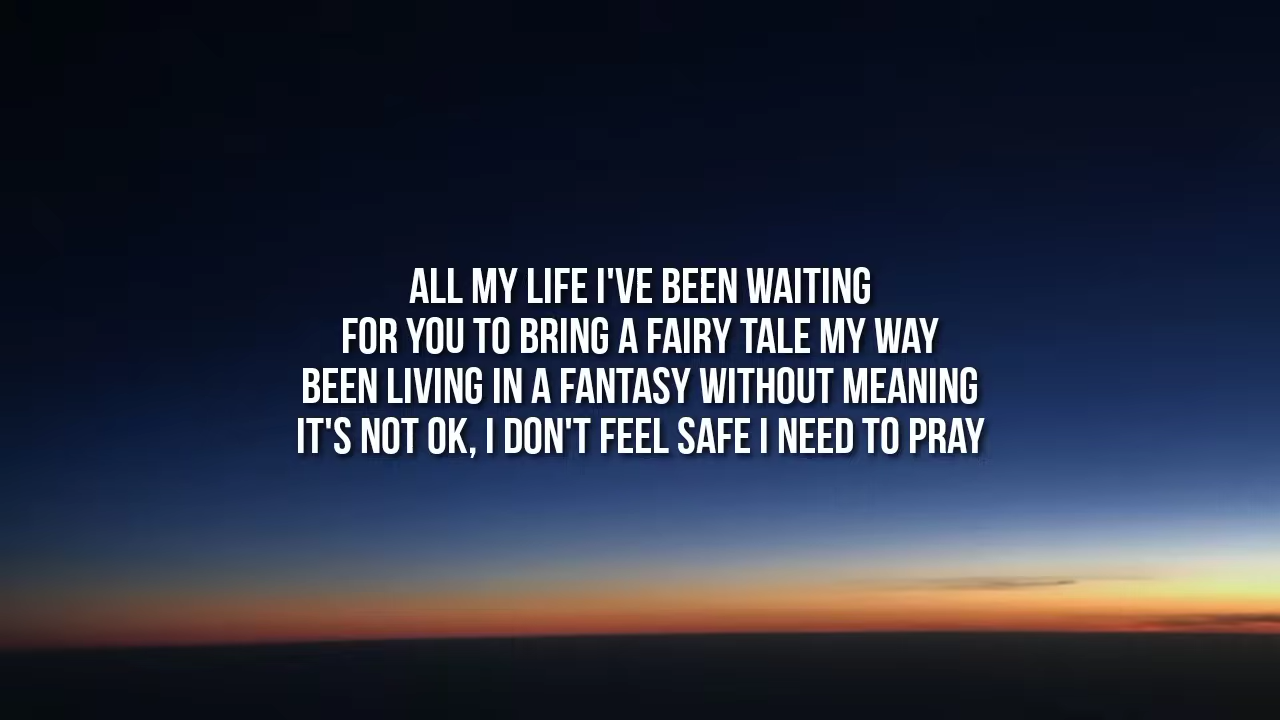 ALL MY LIFE I'VE BEEN WAITING
FOR YOU TO BRING A FAIRY TALE MY WAY
BEEN LIVING IN A FANTASY WITHOUT MEANING
IT'S NOT OK, I DON'T FEEL SAFE I NEED TO PRAY